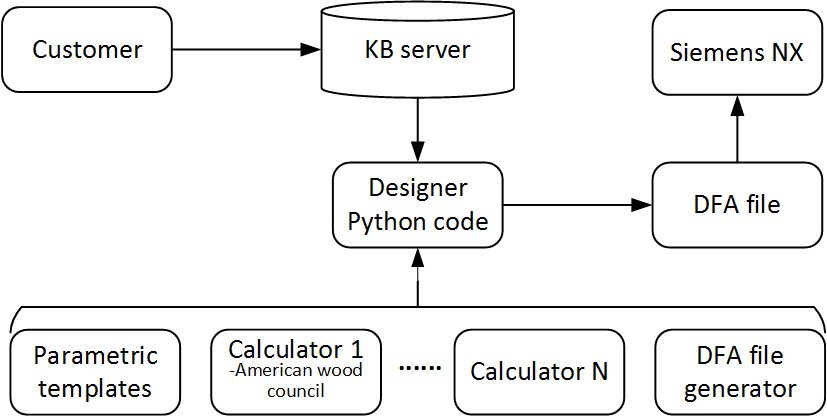 Customer
KB server
Siemens NX
Designer
Python code
DFA file
Parametric
templates
Calculator 1
-American wood
council
······
Calculator N
DFA file
generator